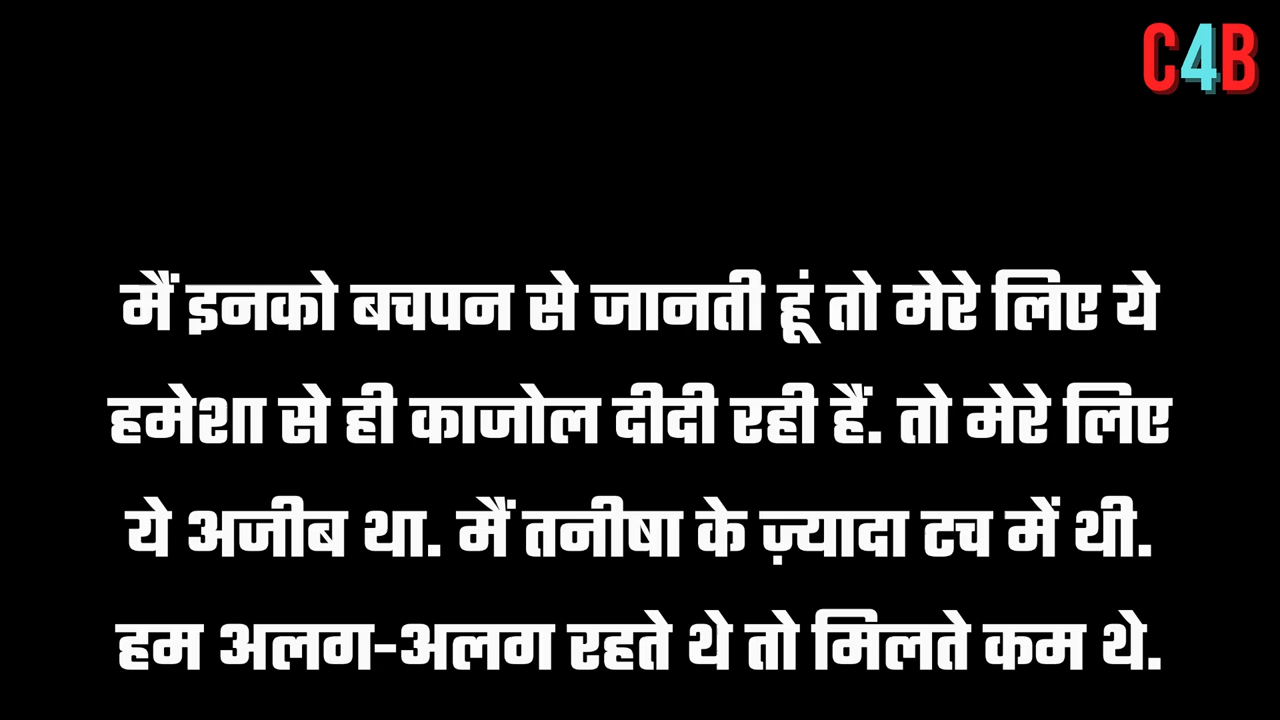 C4B
मैं इनको बचपन से जानती हूं तो मेरे लिए ये
हमेशा से ही काजोल दीदी रही हैं. तो मेरे लिए
ये अजीब था. मैं तनीषा के ज़्यादा टच में थी.
हम अलग-अलग रहते थे तो मिलते कम थे.